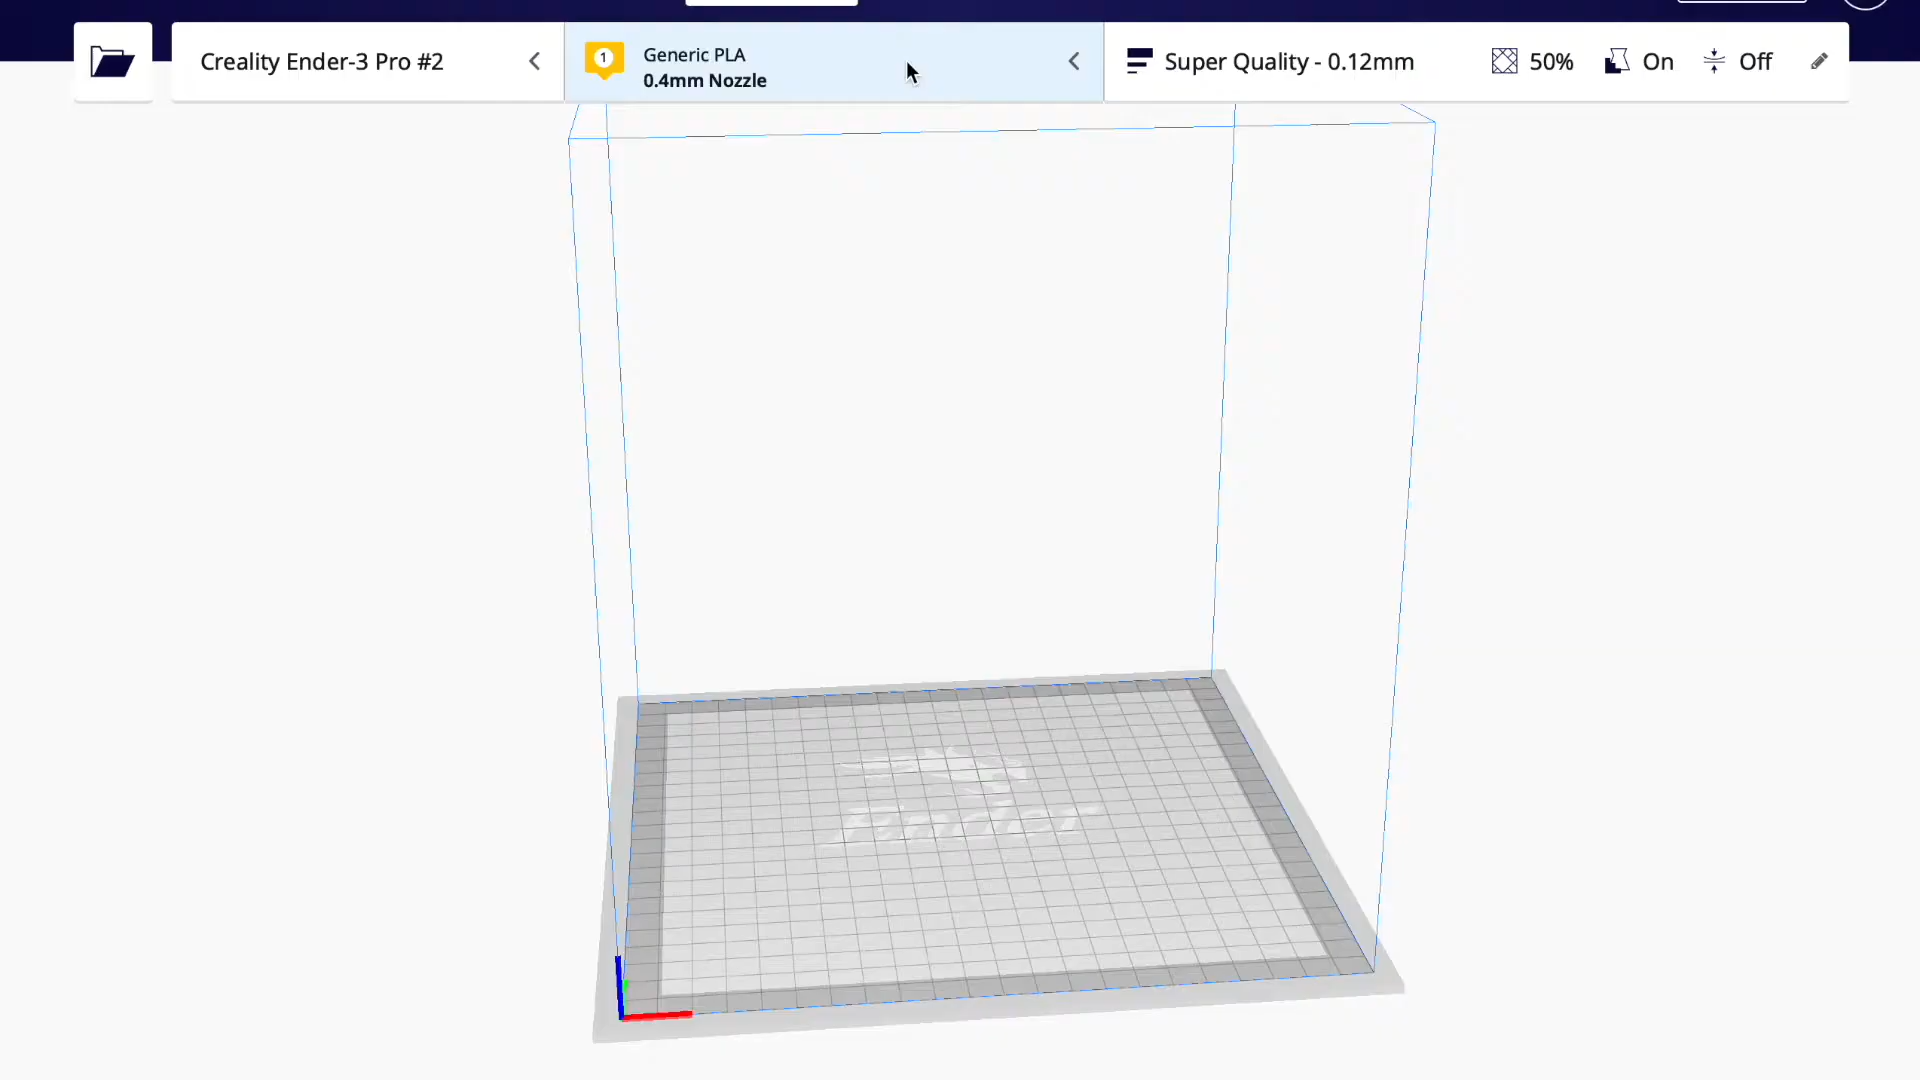 Creality Ender-3 Pro #2
1
Generic PLA
0.4mm Nozzle
Super Quality - 0.12mm
50%
On
Off
Ender